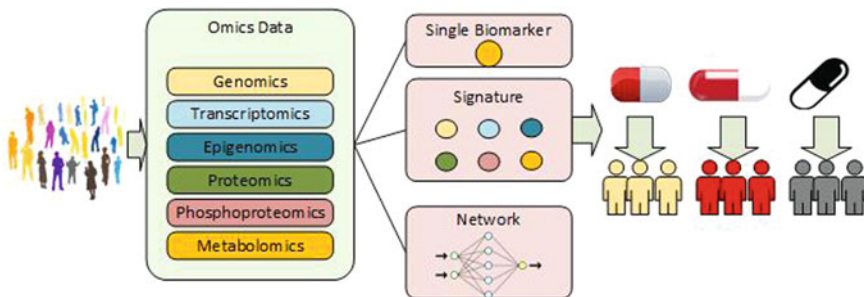 Omics Data
Genomics
Transcriptomics
Epigenomics
Proteomics
Phosphoproteomics
Metabolomics
Single Biomarker
Signature
Network